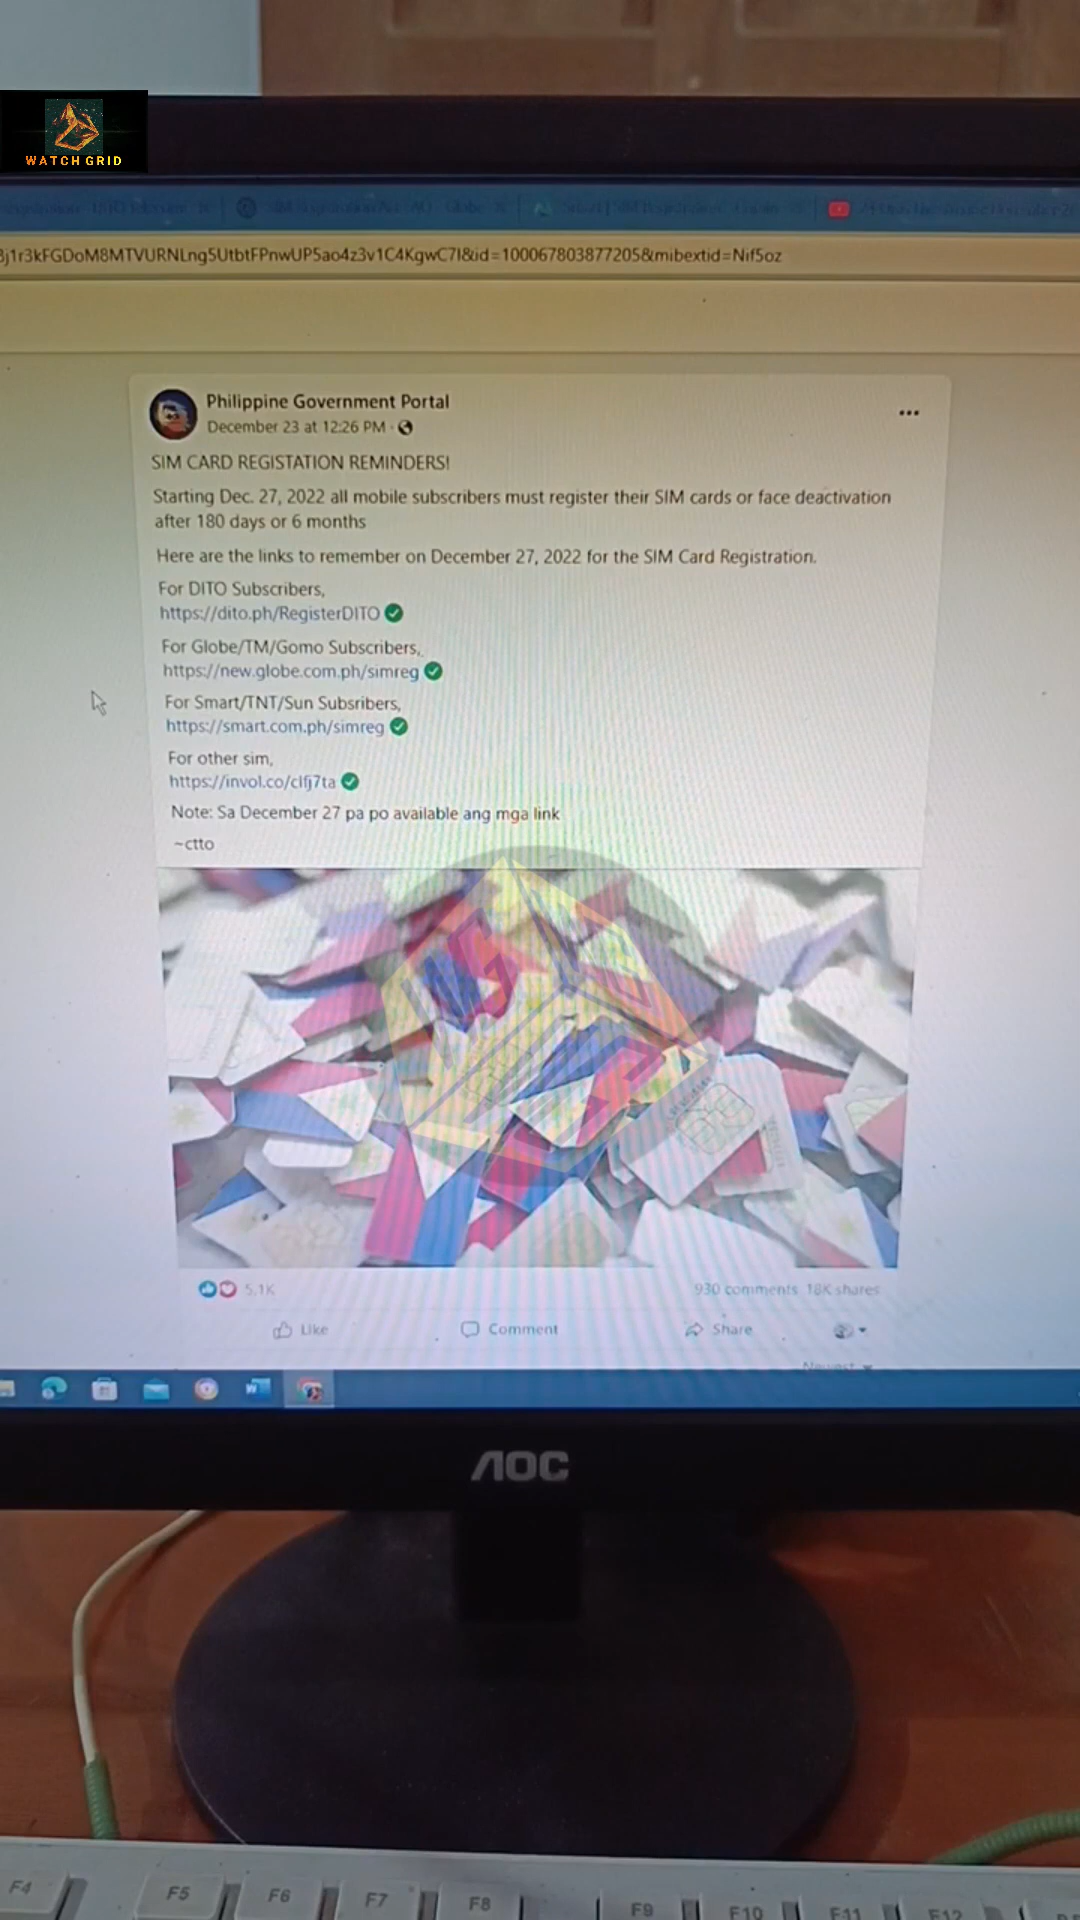 WATCH GRID
3j1r3kFGDoM8MTVURNLng5UtbtFPnwUP5ao4z3v1C4KgwC7l&id=100067803877205&mibextid=Nif5oz
Philippine Government Portal
December 23 at 12:26 PM
SIM CARD REGISTATION REMINDERS!
Starting Dec. 27, 2022 all mobile subscribers must register their SIM cards or face deactivation
after 180 days or 6 months
Here are the links to remember on December 27, 2022 for the SIM Card Registration.
For DITO Subscribers,
https://dito.ph/RegisterDITO
For Globe/TM/Gomo Subscribers,
https://new.globe.com.ph/simreg
For Smart/TNT/Sun Subsribers,
https://smart.com.ph/simreg
For other sim,
https://invol.co/clfj7ta
Note: Sa December 27 pa po available ang mga link
~ctto
5.1K
930 comments 18K shares
Like Comment Share
Newest
AOC
F4 F5 F6 F7 F8 F9 F10 F11 F12